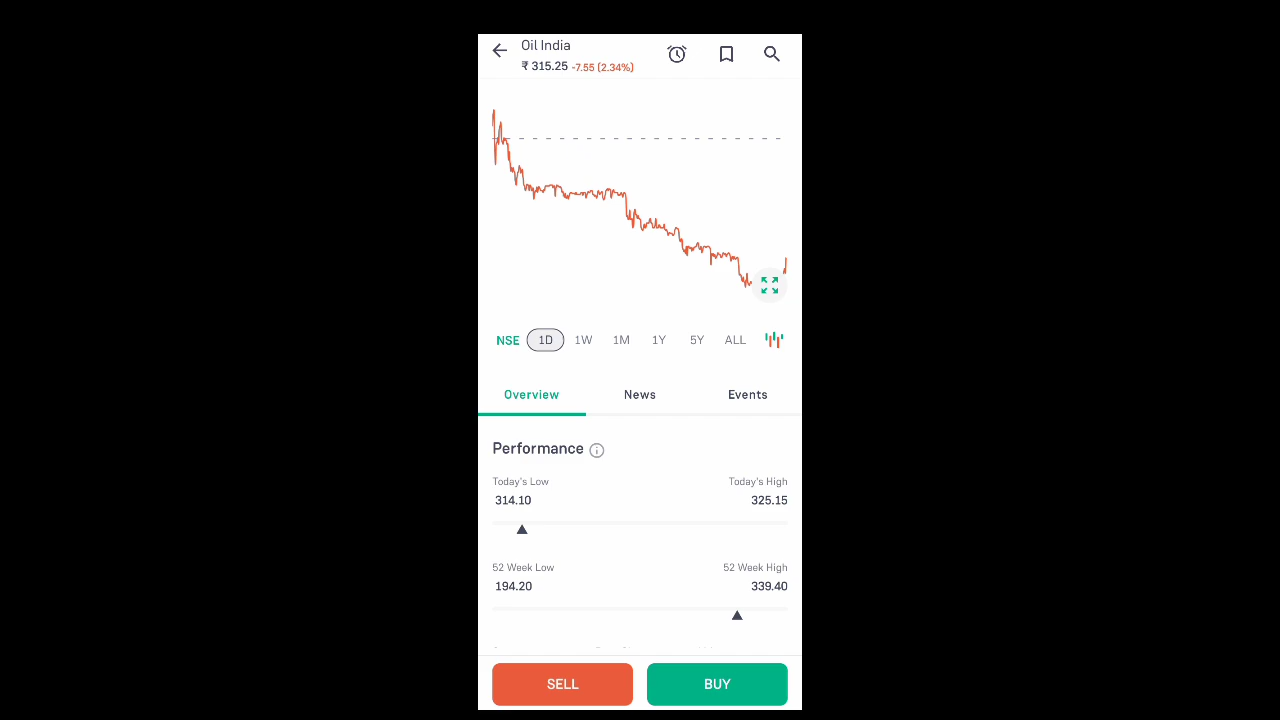 Oil India
₹ 315.25 -7.55 (2.34%)
NSE 1D 1W 1M 1Y 5Y ALL
Overview News Events
Performance
Today's Low Today's High
314.10 325.15
52 Week Low 52 Week High
194.20 339.40
SELL BUY